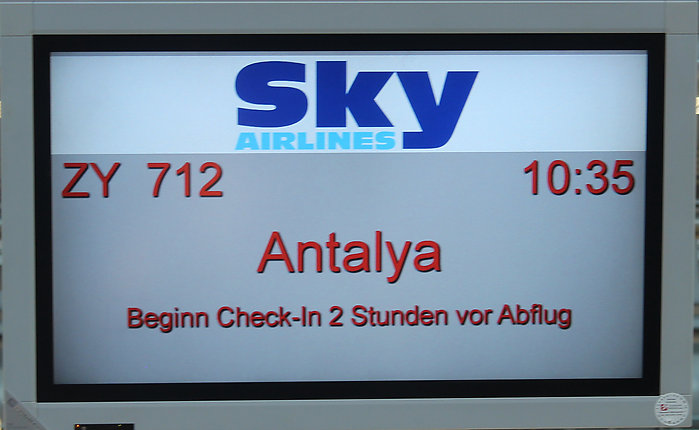 Sky
AIRLINES
ZY 712 10:35
Antalya
Beginn Check-In 2 Stunden vor Abflug